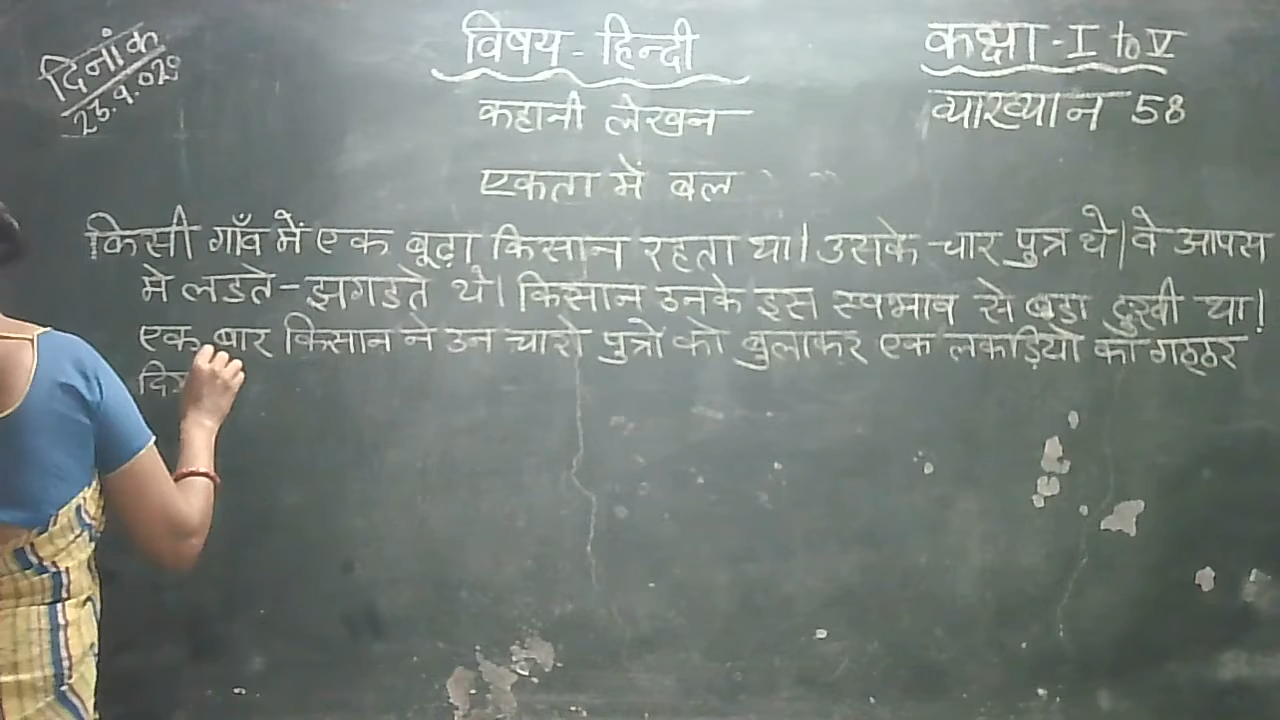 दिनांक
23.9.020
विषय - हिन्दी
कक्षा - I to V
कहानी लेखन
व्याख्यान 58
एकता में बल
किसी गाँव में एक बूढ़ा किसान रहता था। उसके चार पुत्र थे। वे आपस
मे लडते - झगडते थे। किसान उनके इस स्वभाव से बडा दुखी था।
एक बार किसान ने उन चारो पुत्रो को बुलाकर एक लकड़ियो का गठ्ठर